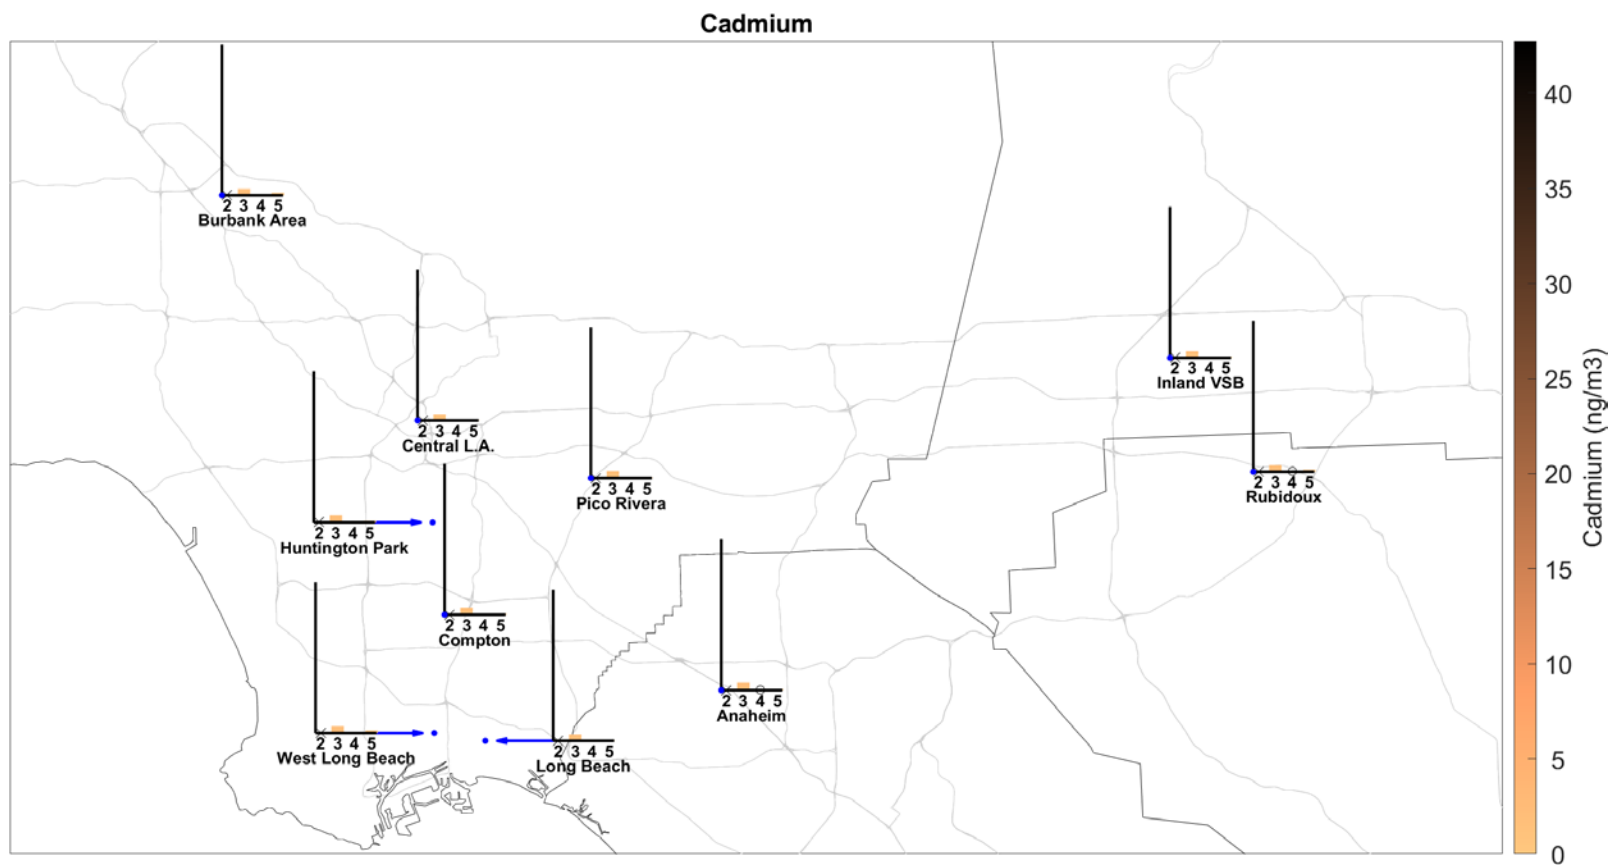 Cadmium
2 3 4 5
Burbank Area
2 3 4 5
Central L.A.
2 3 4 5
Pico Rivera
2 3 4 5
Inland VSB
2 3 4 5
Rubidoux
2 3 4 5
Huntington Park
2 3 4 5
Compton
2 3 4 5
Anaheim
2 3 4 5
West Long Beach
2 3 4 5
Long Beach
40
35
30
25
20
15
10
5
0
Cadmium (ng/m3)